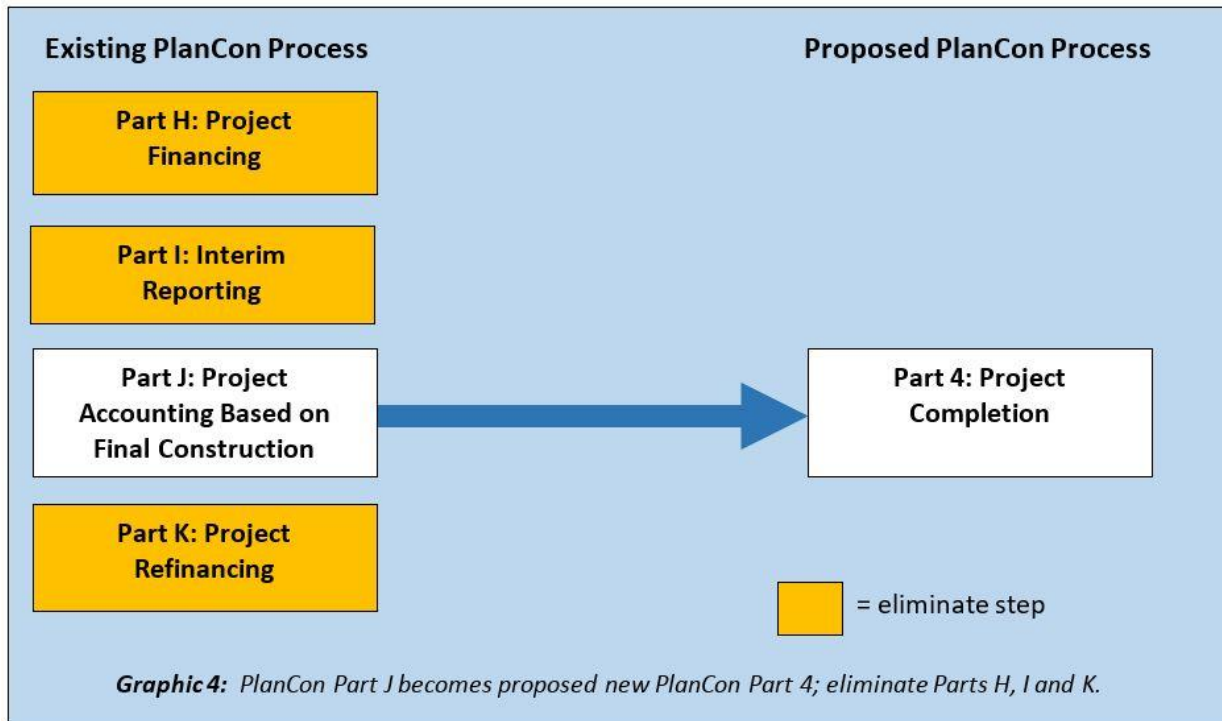 Existing PlanCon Process
Proposed PlanCon Process
Part H: Project
Financing
Part I: Interim
Reporting
Part J: Project
Accounting Based on
Final Construction
Part 4: Project
Completion
Part K: Project
Refinancing
= eliminate step
Graphic 4: PlanCon Part J becomes proposed new PlanCon Part 4; eliminate Parts H, I and K.